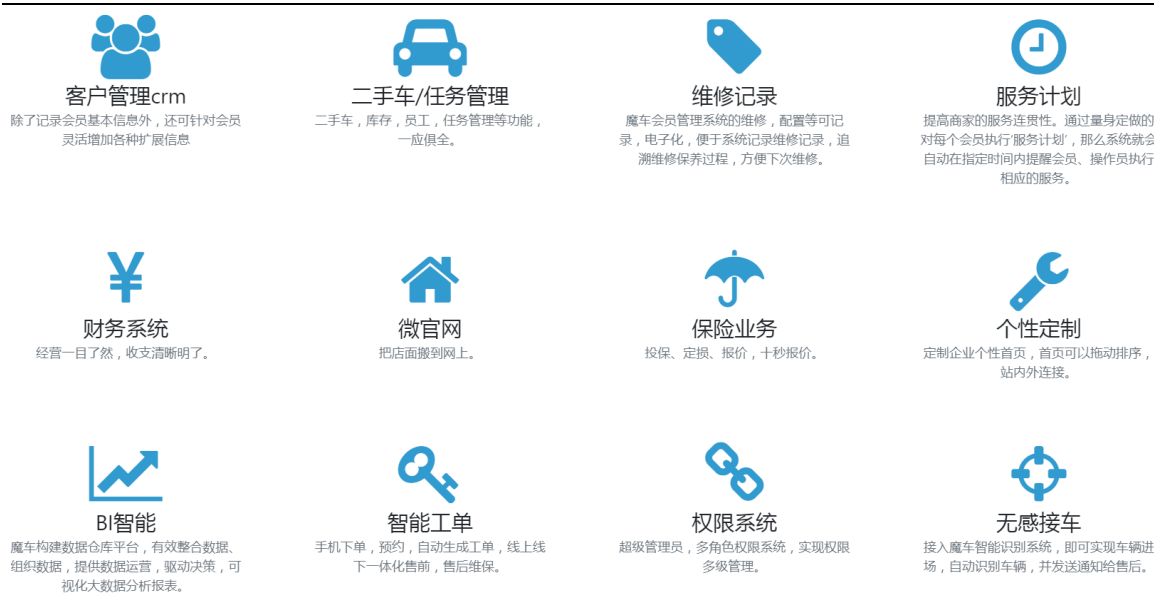 客户管理crm
除了记录会员基本信息外，还可针对会员
灵活增加各种扩展信息
二手车/任务管理
二手车，库存，员工，任务管理等功能，
一应俱全。
维修记录
魔车会员管理系统的维修，配置等可记
录，电子化，便于系统记录维修记录，追
溯维修保养过程，方便下次维修。
服务计划
提高商家的服务连贯性。通过量身定做的
对每个会员执行'服务计划'，那么系统就会
自动在指定时间内提醒会员、操作员执行
相应的服务。
财务系统
经营一目了然，收支清晰明了。
微官网
把店面搬到网上。
保险业务
投保、定损、报价，十秒报价。
个性定制
定制企业个性首页，首页可以拖动排序，
站内外连接。
BI智能
魔车构建数据仓库平台，有效整合数据、
组织数据，提供数据运营，驱动决策，可
视化大数据分析报表。
智能工单
手机下单，预约，自动生成工单，线上线
下一体化售前，售后维保。
权限系统
超级管理员，多角色权限系统，实现权限
多级管理。
无感接车
接入魔车智能识别系统，即可实现车辆进
场，自动识别车辆，并发送通知给售后。